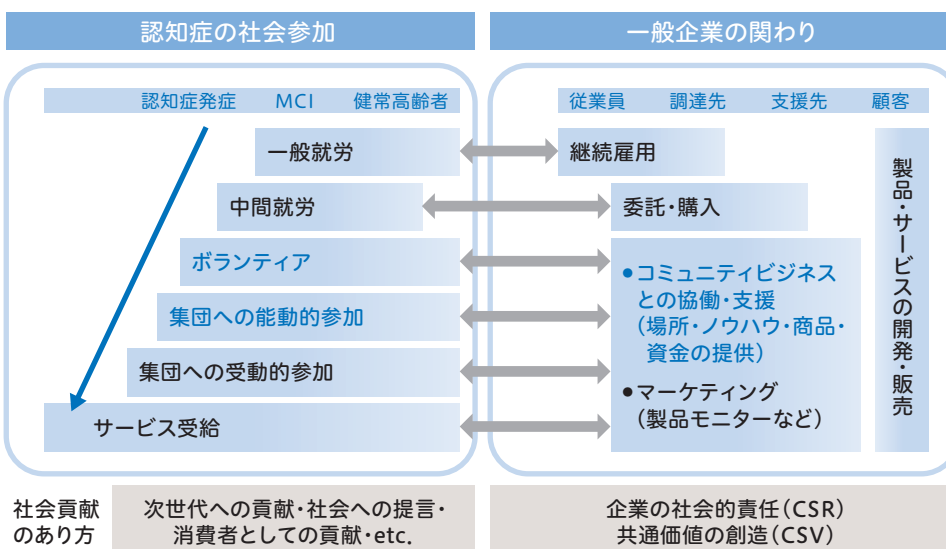 認知症の社会参加
一般企業の関わり
認知症発症 MCI 健常高齢者
従業員 調達先 支援先 顧客
一般就労
継続雇用
中間就労
委託・購入
ボランティア
集団への能動的参加
集団への受動的参加
サービス受給
●コミュニティビジネス
との協働・支援
（場所・ノウハウ・商品・
資金の提供）
●マーケティング
（製品モニターなど）
製品・サービスの開発・販売
社会貢献
のあり方
次世代への貢献・社会への提言・
消費者としての貢献・etc.
企業の社会的責任（CSR）
共通価値の創造（CSV）